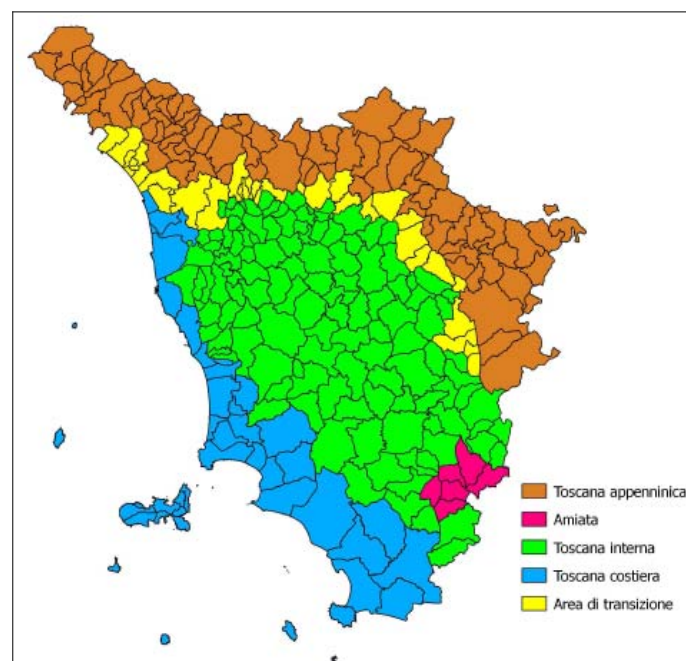 Toscana appenninica
Amiata
Toscana interna
Toscana costiera
Area di transizione